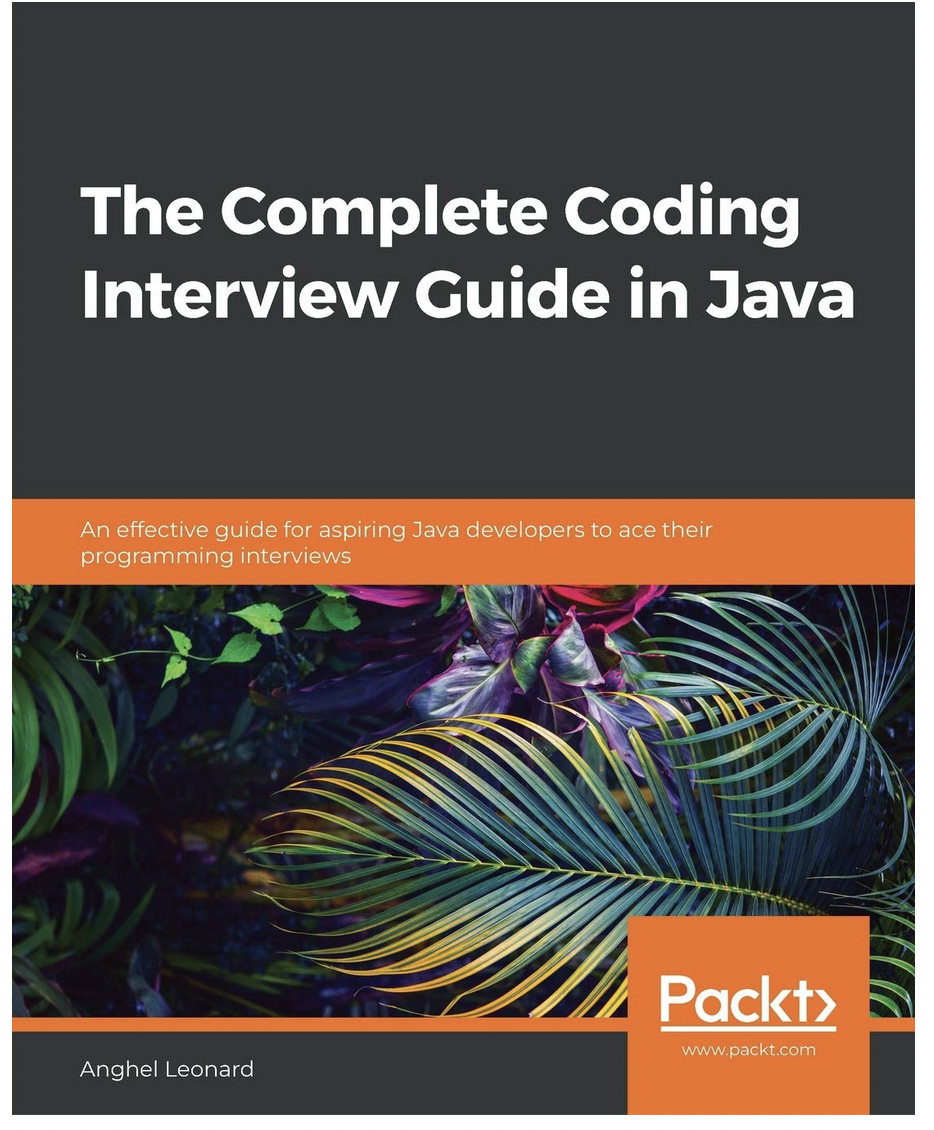 The Complete Coding
Interview Guide in Java
An effective guide for aspiring Java developers to ace their
programming interviews
Packt>
www.packt.com
Anghel Leonard